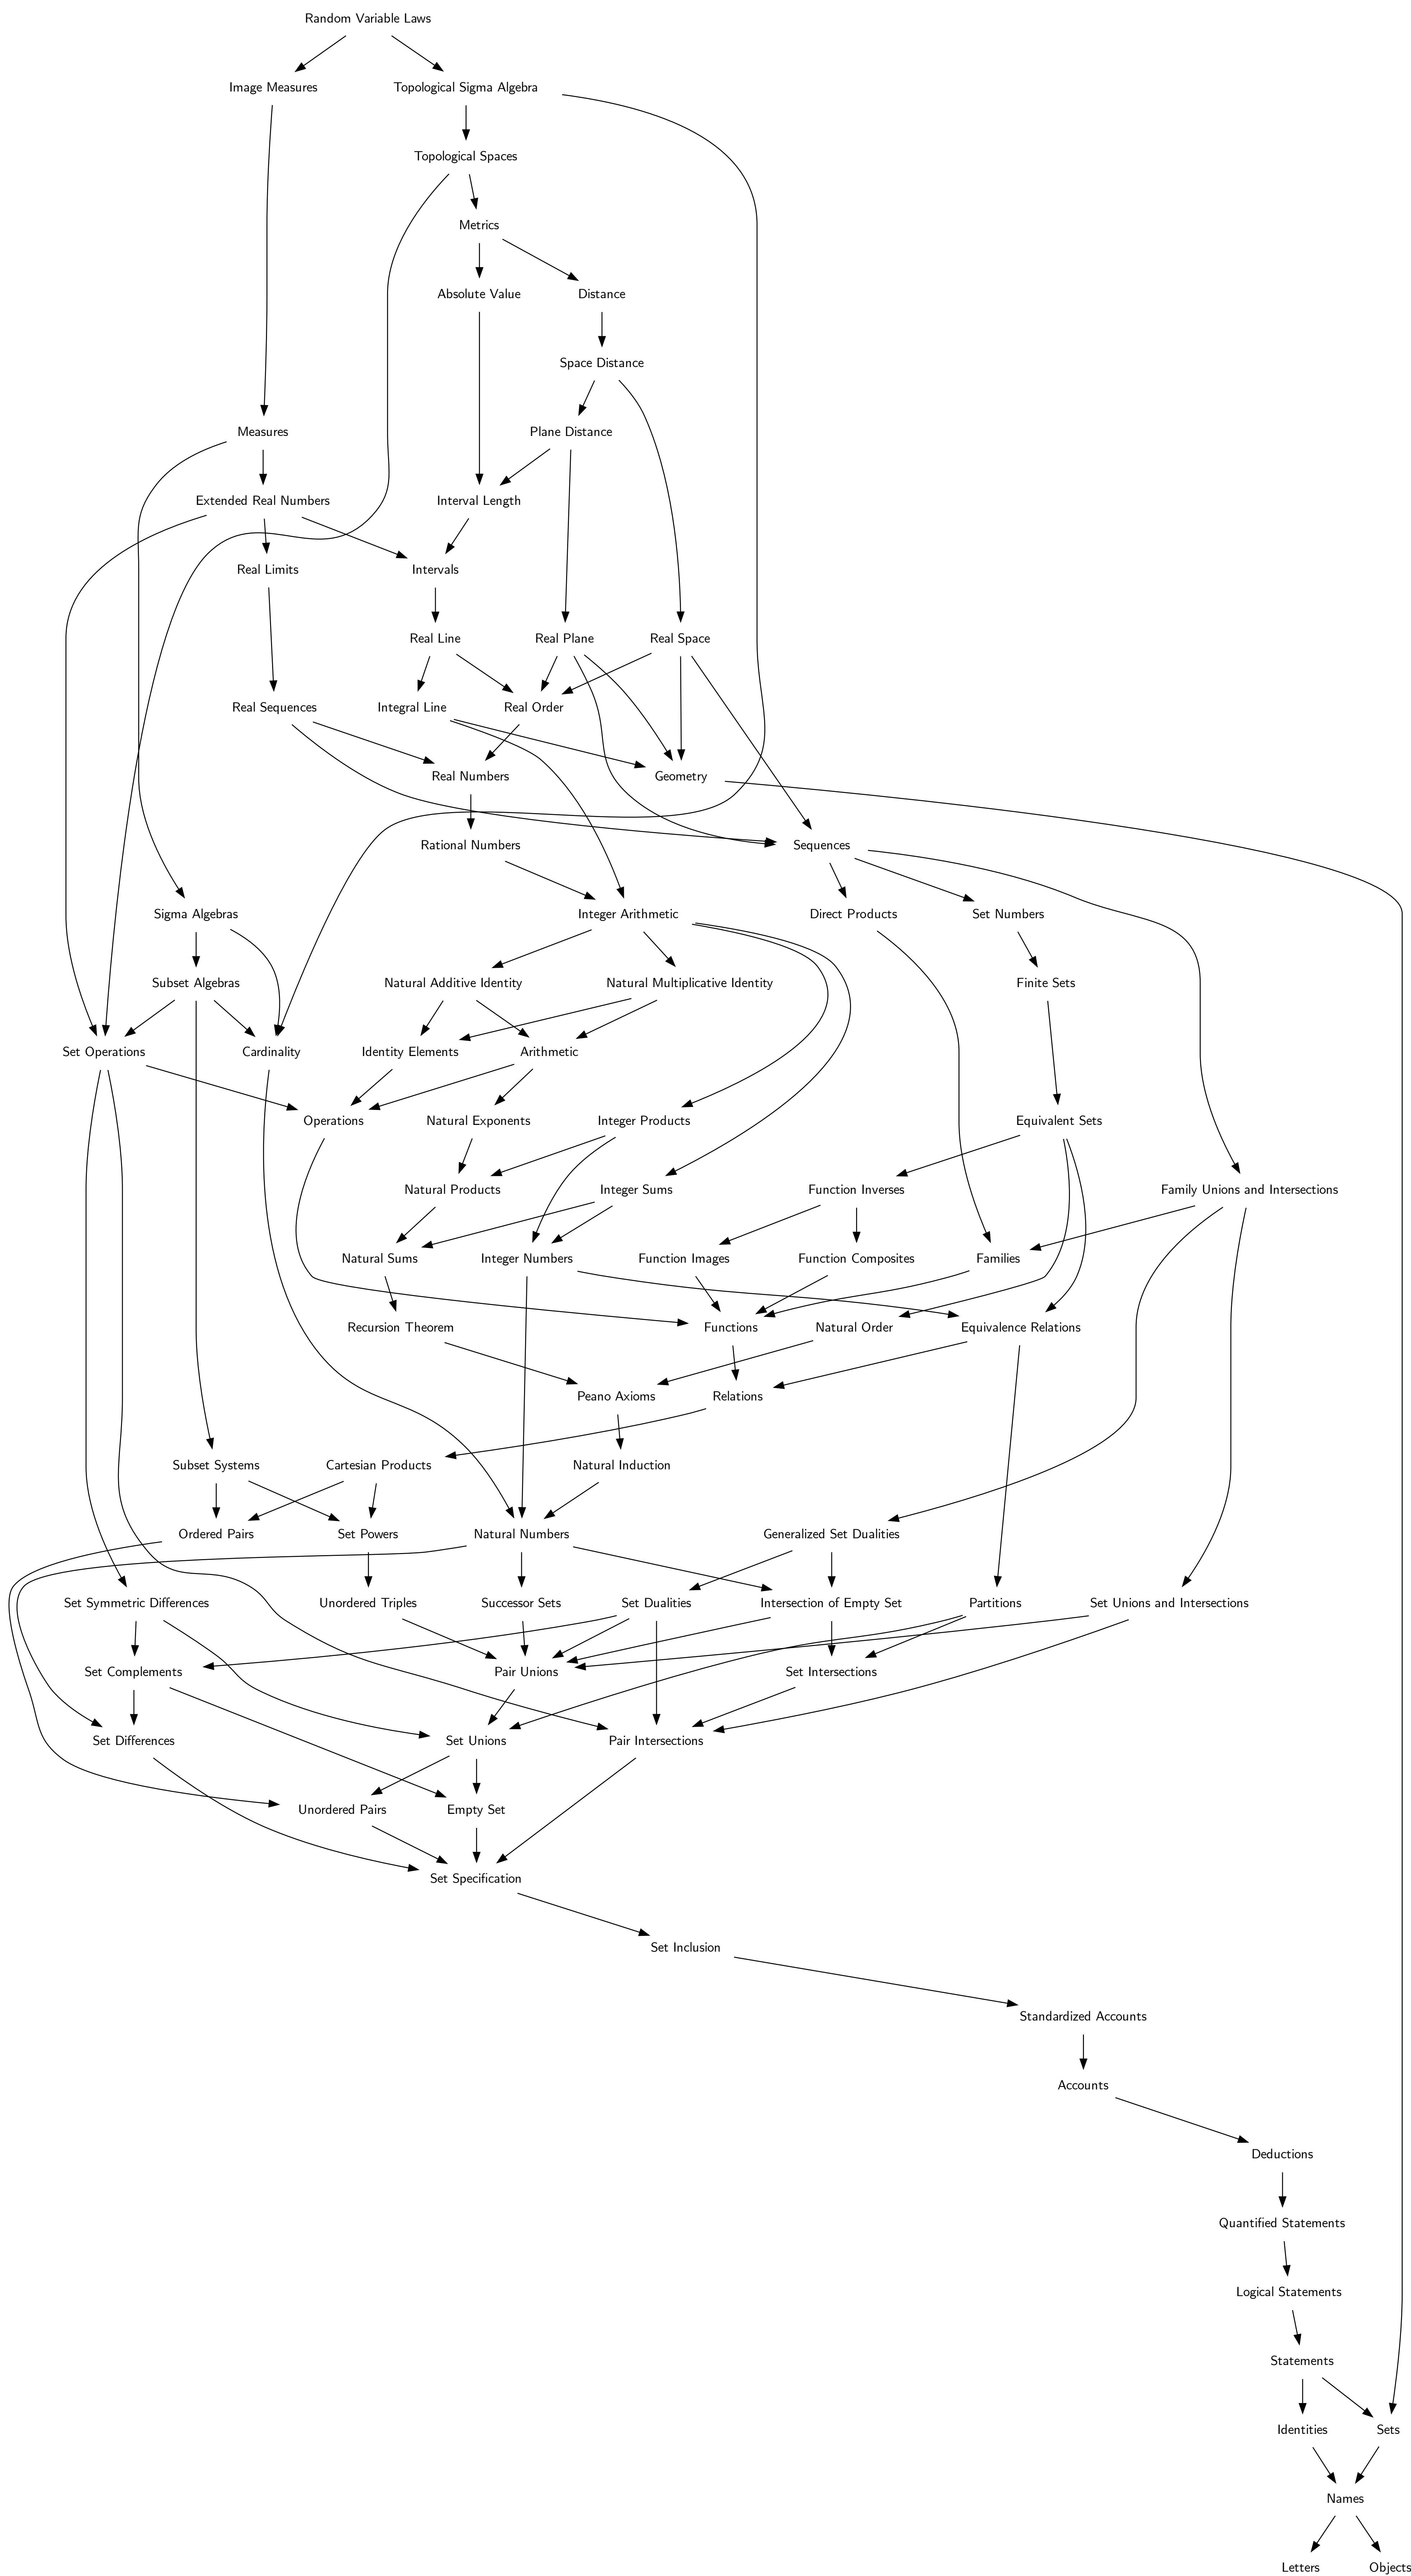 Random Variable Laws
Image Measures
Topological Sigma Algebra
Topological Spaces
Metrics
Absolute Value
Distance
Space Distance
Measures
Plane Distance
Extended Real Numbers
Interval Length
Real Limits
Intervals
Real Line
Real Plane
Real Space
Real Sequences
Integral Line
Real Order
Real Numbers
Geometry
Rational Numbers
Sequences
Sigma Algebras
Integer Arithmetic
Direct Products
Set Numbers
Subset Algebras
Natural Additive Identity
Natural Multiplicative Identity
Finite Sets
Set Operations
Cardinality
Identity Elements
Arithmetic
Operations
Natural Exponents
Integer Products
Equivalent Sets
Natural Products
Integer Sums
Function Inverses
Family Unions and Intersections
Natural Sums
Integer Numbers
Function Images
Function Composites
Families
Recursion Theorem
Functions
Natural Order
Equivalence Relations
Peano Axioms
Relations
Subset Systems
Cartesian Products
Natural Induction
Ordered Pairs
Set Powers
Natural Numbers
Generalized Set Dualities
Set Symmetric Differences
Unordered Triples
Successor Sets
Set Dualities
Intersection of Empty Set
Partitions
Set Unions and Intersections
Set Complements
Pair Unions
Set Intersections
Set Differences
Set Unions
Pair Intersections
Unordered Pairs
Empty Set
Set Specification
Set Inclusion
Standardized Accounts
Accounts
Deductions
Quantified Statements
Logical Statements
Statements
Identities
Sets
Names
Letters
Objects